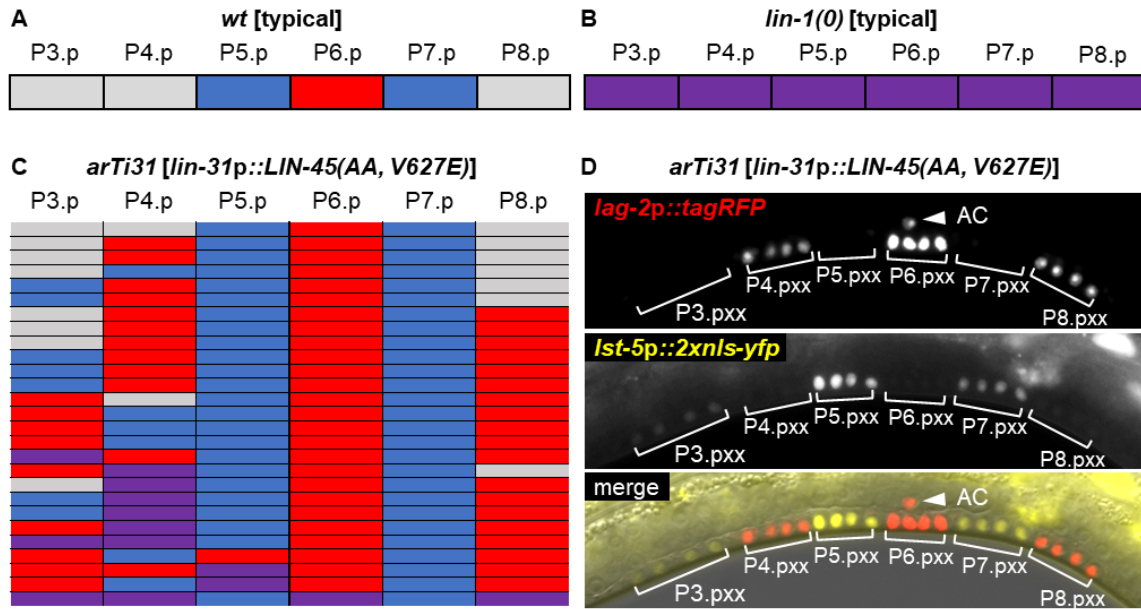 A
wt [typical]
P3.p P4.p P5.p P6.p P7.p P8.p
B
lin-1(0) [typical]
P3.p P4.p P5.p P6.p P7.p P8.p
C
arTi31 [lin-31p::LIN-45(AA, V627E)]
P3.p P4.p P5.p P6.p P7.p P8.p
D
arTi31 [lin-31p::LIN-45(AA, V627E)]
lag-2p::tagRFP
AC
P3.pxx P4.pxx P5.pxx P6.pxx P7.pxx P8.pxx
lst-5p::2xnls-yfp
P3.pxx P4.pxx P5.pxx P6.pxx P7.pxx P8.pxx
merge
AC
P3.pxx P4.pxx P5.pxx P6.pxx P7.pxx P8.pxx